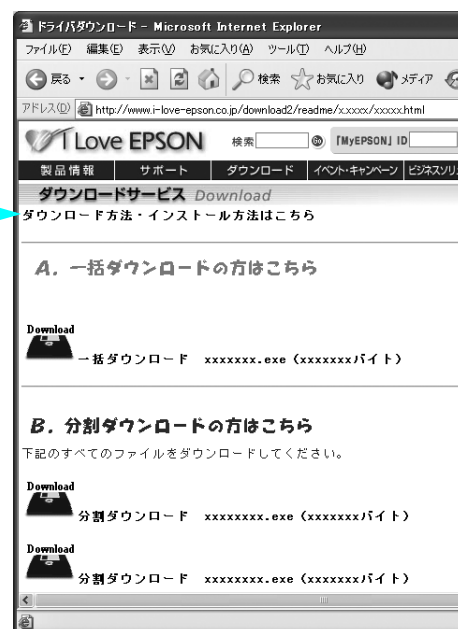 ドライバダウンロード - Microsoft Internet Explorer
ファイル(F) 編集(E) 表示(V) お気に入り(A) ツール(T) ヘルプ(H)
戻る 検索 お気に入り メディア
アドレス(D) http://www.i-love-epson.co.jp/download2/readme/x.xxxx/xxxxx.html
I Love EPSON 検索 GO 「MyEPSON」ID
製品情報 サポート ダウンロード イベント・キャンペーン ビジネスソリュ
ダウンロードサービス Download
ダウンロード方法・インストール方法はこちら
A. 一括ダウンロードの方はこちら
Download
一括ダウンロード xxxxxxx.exe (xxxxxxxバイト)
B. 分割ダウンロードの方はこちら
下記のすべてのファイルをダウンロードしてください。
Download
分割ダウンロード xxxxxxxx.exe (xxxxxxxバイト)
Download
分割ダウンロード xxxxxxxx.exe (xxxxxxxバイト)